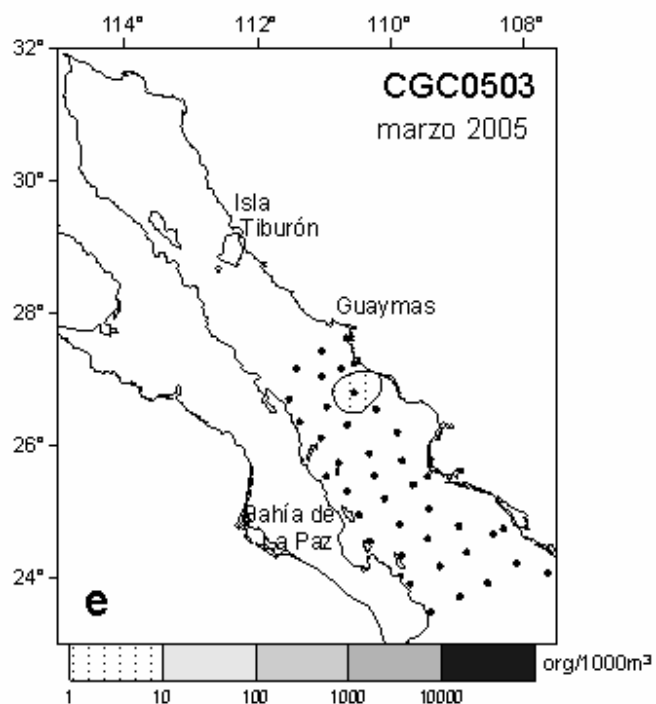 114° 112° 110° 108°
32°
CGC0503
marzo 2005
30°
Isla
Tiburón
28°
Guaymas
26°
Bahía de
La Paz
24°
e
org/1000m³
1 10 100 1000 10000